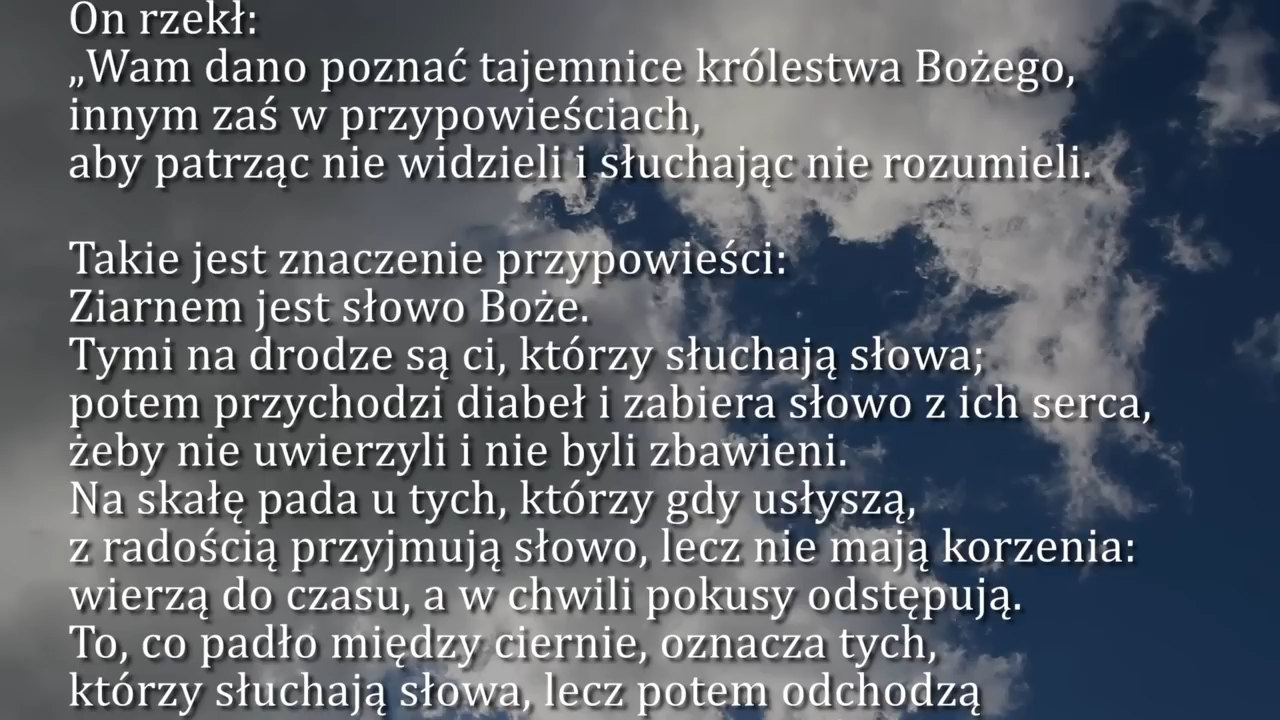 On rzekł:
„Wam dano poznać tajemnice królestwa Bożego,
innym zaś w przypowieściach,
aby patrząc nie widzieli i słuchając nie rozumieli.
Takie jest znaczenie przypowieści:
Ziarnem jest słowo Boże.
Tymi na drodze są ci, którzy słuchają słowa;
potem przychodzi diabeł i zabiera słowo z ich serca,
żeby nie uwierzyli i nie byli zbawieni.
Na skałę pada u tych, którzy gdy usłyszą,
z radością przyjmują słowo, lecz nie mają korzenia:
wierzą do czasu, a w chwili pokusy odstępują.
To, co padło między ciernie, oznacza tych,
którzy słuchają słowa, lecz potem odchodzą